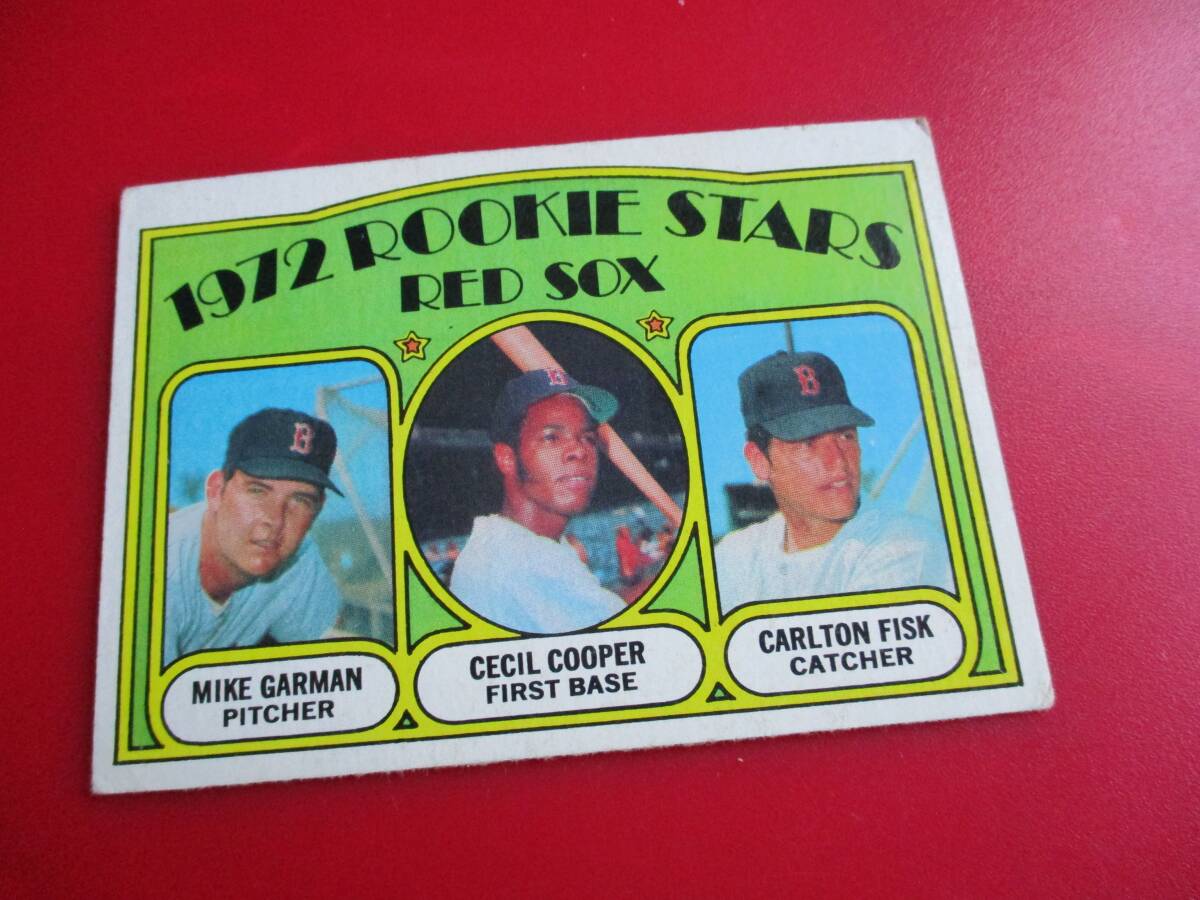 1972 ROOKIE STARS
RED SOX
B
B
B
MIKE GARMAN
PITCHER
CECIL COOPER
FIRST BASE
CARLTON FISK
CATCHER